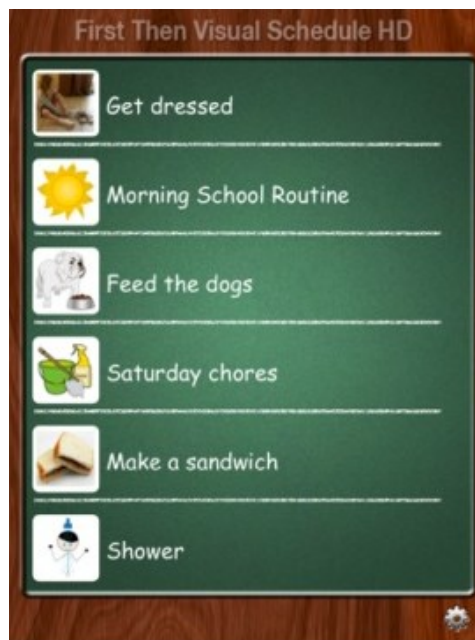 First Then Visual Schedule HD
Get dressed
Morning School Routine
Feed the dogs
Saturday chores
Make a sandwich
Shower